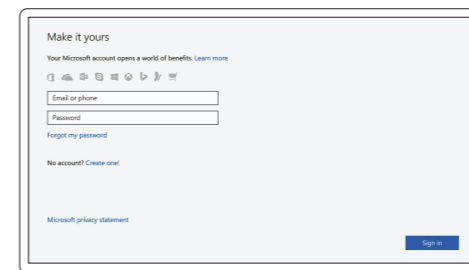 Make it yours
Your Microsoft account opens a world of benefits. Learn more
Email or phone
Password
Forgot my password
No account? Create one!
Microsoft privacy statement
Sign in